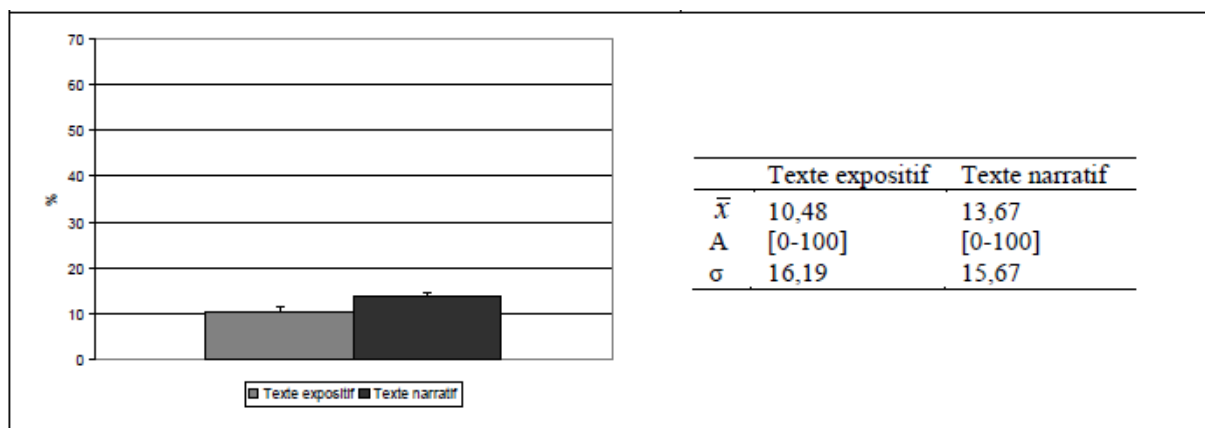 70
60
50
40
30
20
10
0
%
Texte expositif Texte narratif
Texte expositif Texte narratif
x̄ 10,48 13,67
A [0-100] [0-100]
σ 16,19 15,67